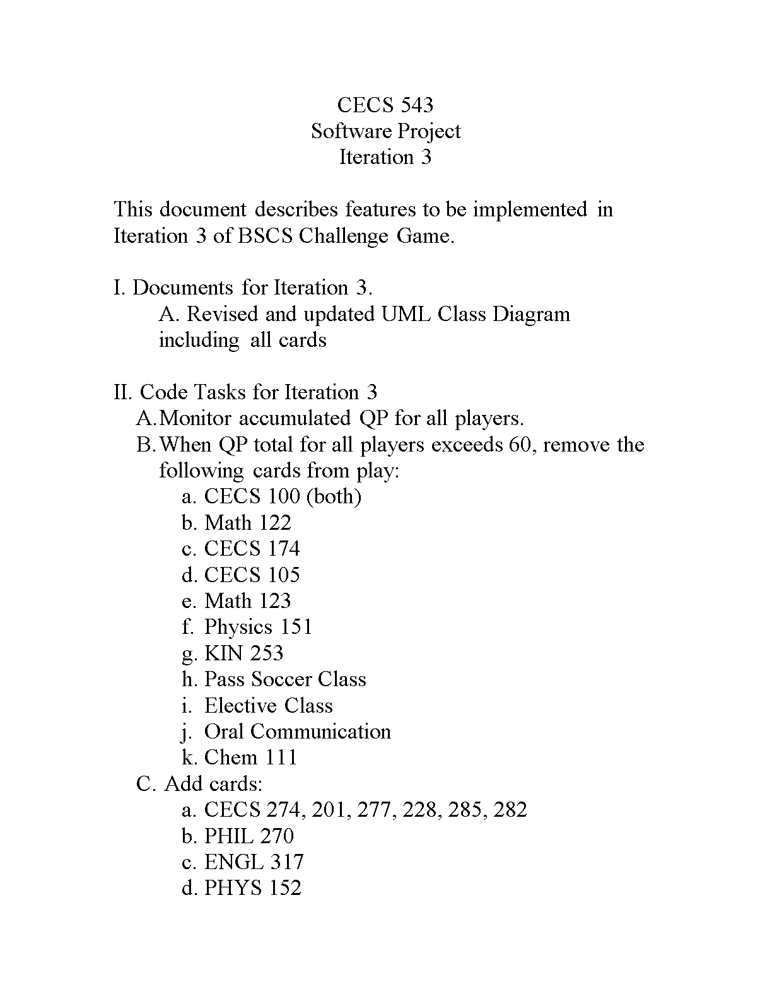 CECS 543
Software Project
Iteration 3
This document describes features to be implemented in
Iteration 3 of BSCS Challenge Game.
I. Documents for Iteration 3.
A. Revised and updated UML Class Diagram
including all cards
II. Code Tasks for Iteration 3
A. Monitor accumulated QP for all players.
B. When QP total for all players exceeds 60, remove the
following cards from play:
a. CECS 100 (both)
b. Math 122
c. CECS 174
d. CECS 105
e. Math 123
f. Physics 151
g. KIN 253
h. Pass Soccer Class
i. Elective Class
j. Oral Communication
k. Chem 111
C. Add cards:
a. CECS 274, 201, 277, 228, 285, 282
b. PHIL 270
c. ENGL 317
d. PHYS 152